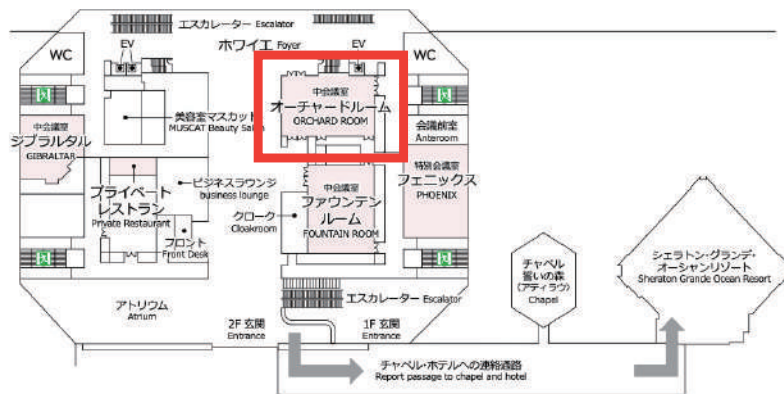 エスカレーター Escalator
WC
EV
ホワイエ Foyer
EV
WC
中会議室
オーチャードルーム
ORCHARD ROOM
美容室マスカット
MUSCAT Beauty Salon
会議前室
Anteroom
中会議室
ジブラルタル
GIBRALTAR
特別会議室
フェニックス
PHOENIX
プライベート
レストラン
Private Restaurant
ビジネスラウンジ
business lounge
中会議室
ファウンテン
ルーム
FOUNTAIN ROOM
クローク
Cloakroom
フロント
Front Desk
チャペル
誓いの森
(アティラウ)
Chapel
シェラトン・グランデ・
オーシャンリゾート
Sheraton Grande Ocean Resort
アトリウム
Atrium
エスカレーター Escalator
2F 玄関
Entrance
1F 玄関
Entrance
チャペル・ホテルへの連絡通路
Report passage to chapel and hotel